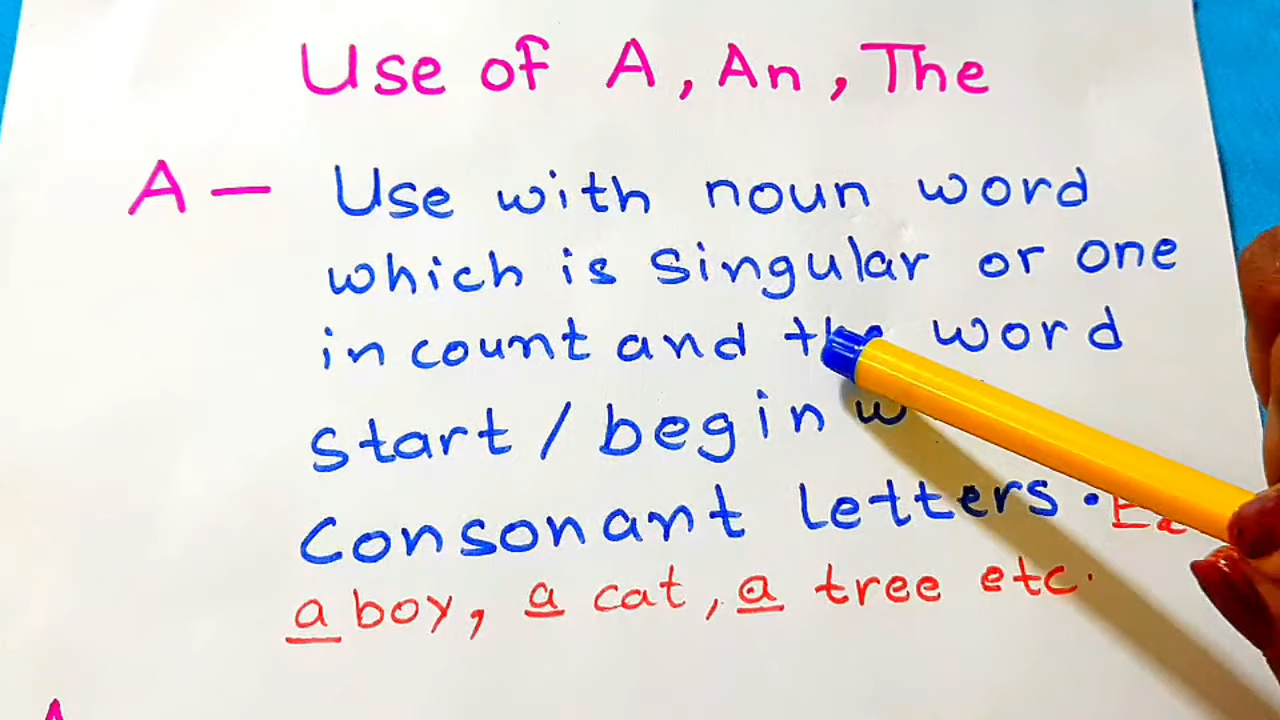 Use of A, An, The
A — Use with noun word
which is singular or one
in count and the word
start / begin
consonant letters.
a boy, a cat, a tree etc.
A